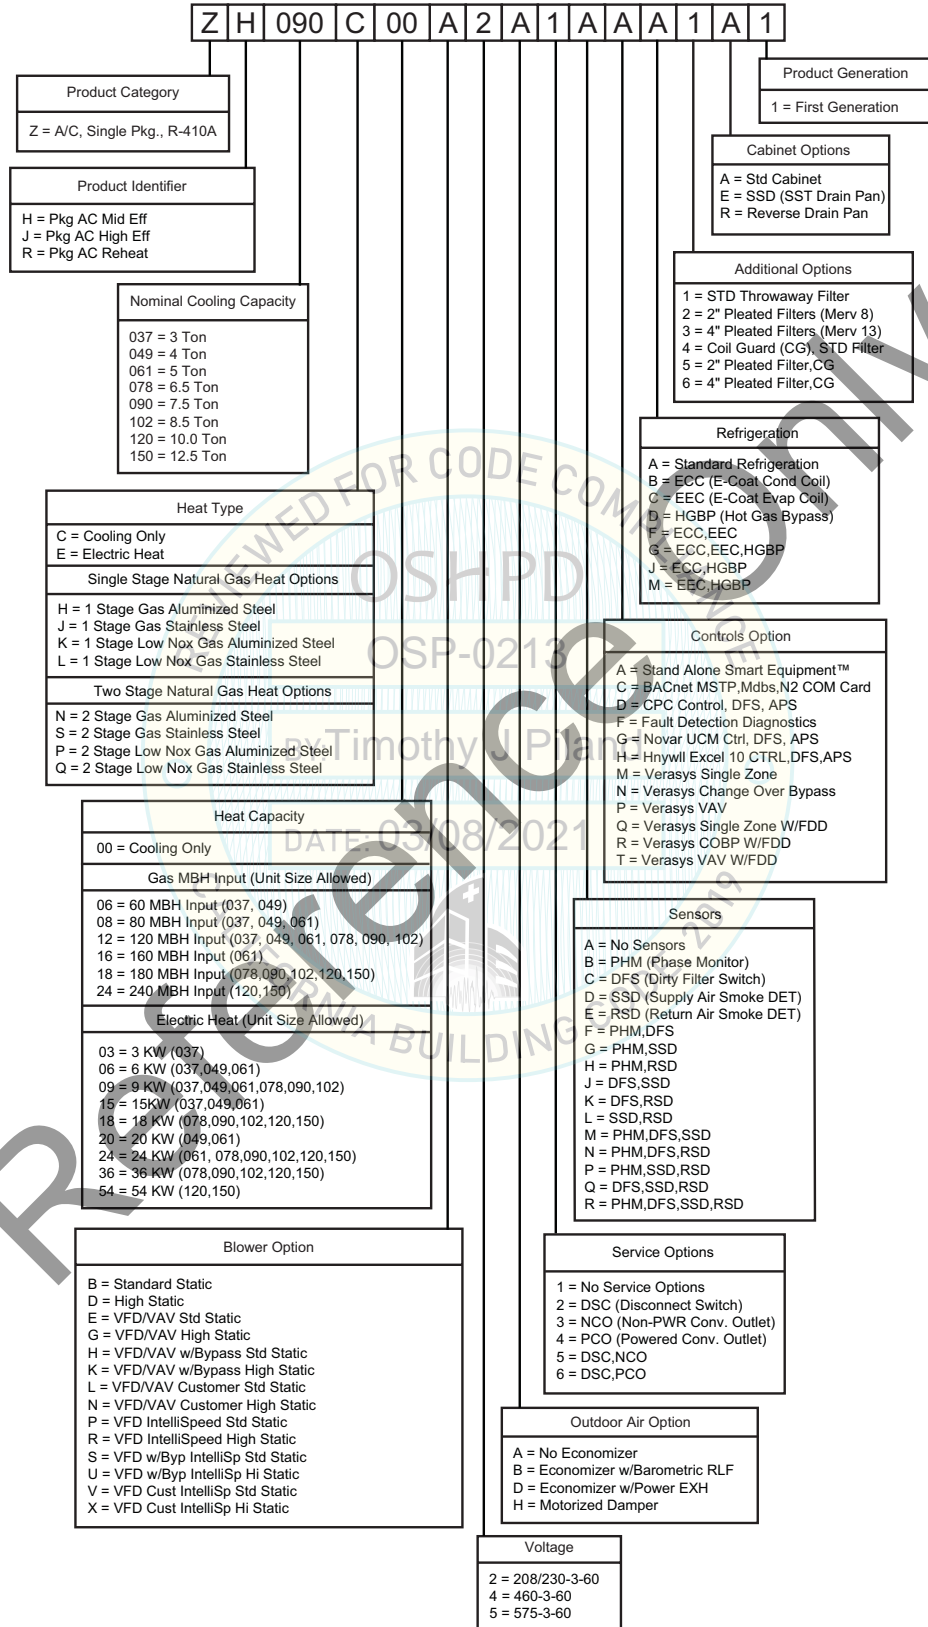 Z H 090 C 00 A 2 A 1 A A A 1 A 1
Product Category
Z = A/C, Single Pkg., R-410A
Product Identifier
H = Pkg AC Mid Eff
J = Pkg AC High Eff
R = Pkg AC Reheat
Nominal Cooling Capacity
037 = 3 Ton
049 = 4 Ton
061 = 5 Ton
078 = 6.5 Ton
090 = 7.5 Ton
102 = 8.5 Ton
120 = 10.0 Ton
150 = 12.5 Ton
Heat Type
C = Cooling Only
E = Electric Heat
Single Stage Natural Gas Heat Options
H = 1 Stage Gas Aluminized Steel
J = 1 Stage Gas Stainless Steel
K = 1 Stage Low Nox Gas Aluminized Steel
L = 1 Stage Low Nox Gas Stainless Steel
Two Stage Natural Gas Heat Options
N = 2 Stage Gas Aluminized Steel
S = 2 Stage Gas Stainless Steel
P = 2 Stage Low Nox Gas Aluminized Steel
Q = 2 Stage Low Nox Gas Stainless Steel
Heat Capacity
00 = Cooling Only
Gas MBH Input (Unit Size Allowed)
06 = 60 MBH Input (037, 049)
08 = 80 MBH Input (037, 049, 061)
12 = 120 MBH Input (037, 049, 061, 078, 090, 102)
16 = 160 MBH Input (061)
18 = 180 MBH Input (078,090,102,120,150)
24 = 240 MBH Input (120,150)
Electric Heat (Unit Size Allowed)
03 = 3 KW (037)
06 = 6 KW (037,049,061)
09 = 9 KW (037,049,061,078,090,102)
15 = 15KW (037,049,061)
18 = 18 KW (078,090,102,120,150)
20 = 20 KW (049,061)
24 = 24 KW (061, 078,090,102,120,150)
36 = 36 KW (078,090,102,120,150)
54 = 54 KW (120,150)
Blower Option
B = Standard Static
D = High Static
E = VFD/VAV Std Static
G = VFD/VAV High Static
H = VFD/VAV w/Bypass Std Static
K = VFD/VAV w/Bypass High Static
L = VFD/VAV Customer Std Static
N = VFD/VAV Customer High Static
P = VFD IntelliSpeed Std Static
R = VFD IntelliSpeed High Static
S = VFD w/Byp IntelliSp Std Static
U = VFD w/Byp IntelliSp Hi Static
V = VFD Cust IntelliSp Std Static
X = VFD Cust IntelliSp Hi Static
Product Generation
1 = First Generation
Cabinet Options
A = Std Cabinet
E = SSD (SST Drain Pan)
R = Reverse Drain Pan
Additional Options
1 = STD Throwaway Filter
2 = 2" Pleated Filters (Merv 8)
3 = 4" Pleated Filters (Merv 13)
4 = Coil Guard (CG), STD Filter
5 = 2" Pleated Filter,CG
6 = 4" Pleated Filter,CG
Refrigeration
A = Standard Refrigeration
B = ECC (E-Coat Cond Coil)
C = EEC (E-Coat Evap Coil)
D = HGBP (Hot Gas Bypass)
F = ECC,EEC
G = ECC,EEC,HGBP
J = ECC,HGBP
M = EEC,HGBP
Controls Option
A = Stand Alone Smart Equipment™
C = BACnet MSTP,Mdbs,N2 COM Card
D = CPC Control, DFS, APS
F = Fault Detection Diagnostics
G = Novar UCM Ctrl, DFS, APS
H = Hnywll Excel 10 CTRL,DFS,APS
M = Verasys Single Zone
N = Verasys Change Over Bypass
P = Verasys VAV
Q = Verasys Single Zone W/FDD
R = Verasys COBP W/FDD
T = Verasys VAV W/FDD
Sensors
A = No Sensors
B = PHM (Phase Monitor)
C = DFS (Dirty Filter Switch)
D = SSD (Supply Air Smoke DET)
E = RSD (Return Air Smoke DET)
F = PHM,DFS
G = PHM,SSD
H = PHM,RSD
J = DFS,SSD
K = DFS,RSD
L = SSD,RSD
M = PHM,DFS,SSD
N = PHM,DFS,RSD
P = PHM,SSD,RSD
Q = DFS,SSD,RSD
R = PHM,DFS,SSD,RSD
Service Options
1 = No Service Options
2 = DSC (Disconnect Switch)
3 = NCO (Non-PWR Conv. Outlet)
4 = PCO (Powered Conv. Outlet)
5 = DSC,NCO
6 = DSC,PCO
Outdoor Air Option
A = No Economizer
B = Economizer w/Barometric RLF
D = Economizer w/Power EXH
H = Motorized Damper
Voltage
2 = 208/230-3-60
4 = 460-3-60
5 = 575-3-60
REVIEWED FOR CODE COMPLIANCE
OSHPD
OSP-0213
BY: Timothy J Piland
DATE: 03/08/2021
CALIFORNIA BUILDING CODE 2019
Reference Only